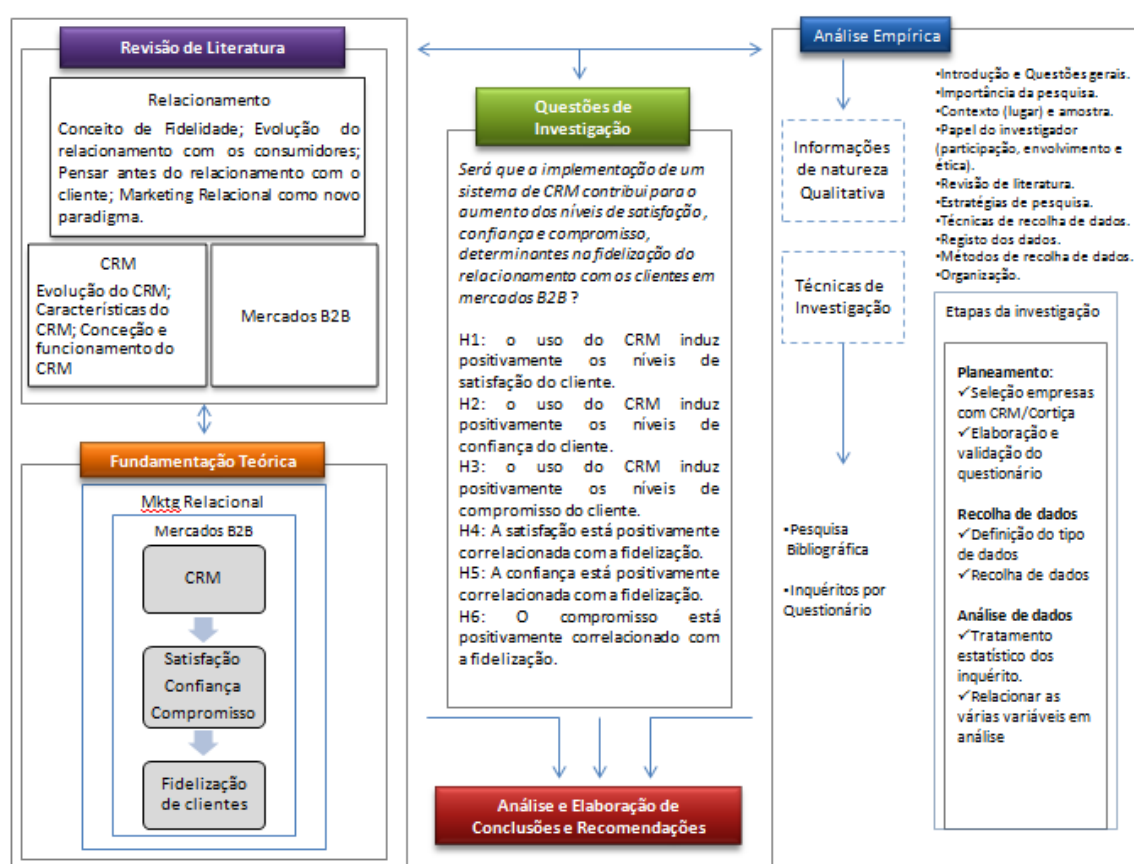 Revisão de Literatura
Relacionamento
Conceito de Fidelidade; Evolução do
relacionamento com os consumidores;
Pensar antes do relacionamento com o
cliente; Marketing Relacional como novo
paradigma.
CRM
Evolução do CRM;
Características do
CRM; Conceção e
funcionamento do
CRM
Mercados B2B
Fundamentação Teórica
Mktg Relacional
Mercados B2B
CRM
Satisfação
Confiança
Compromisso
Fidelização
de clientes
Questões de
Investigação
Será que a implementação de um
sistema de CRM contribui para o
aumento dos níveis de satisfação,
confiança e compromisso,
determinantes na fidelização do
relacionamento com os clientes em
mercados B2B ?
H1: o uso do CRM induz
positivamente os níveis de
satisfação do cliente.
H2: o uso do CRM induz
positivamente os níveis de
confiança do cliente.
H3: o uso do CRM induz
positivamente os níveis de
compromisso do cliente.
H4: A satisfação está positivamente
correlacionada com a fidelização.
H5: A confiança está positivamente
correlacionada com a fidelização.
H6: O compromisso está
positivamente correlacionado com
a fidelização.
Análise e Elaboração de
Conclusões e Recomendações
Análise Empírica
Informações
de natureza
Qualitativa
Técnicas de
Investigação
•Pesquisa
Bibliográfica
•Inquéritos por
Questionário
•Introdução e Questões gerais.
•Importância da pesquisa.
•Contexto (lugar) e amostra.
•Papel do investigador
(participação, envolvimento e
ética).
•Revisão de literatura.
•Estratégias de pesquisa.
•Técnicas de recolha de dados.
•Registo dos dados.
•Métodos de recolha de dados.
•Organização.
Etapas da investigação
Planeamento:
✓Seleção empresas
com CRM/Cortiça
✓Elaboração e
validação do
questionário
Recolha de dados
✓Definição do tipo
de dados
✓Recolha de dados
Análise de dados
✓Tratamento
estatístico dos
inquérito.
✓Relacionar as
várias variáveis em
análise